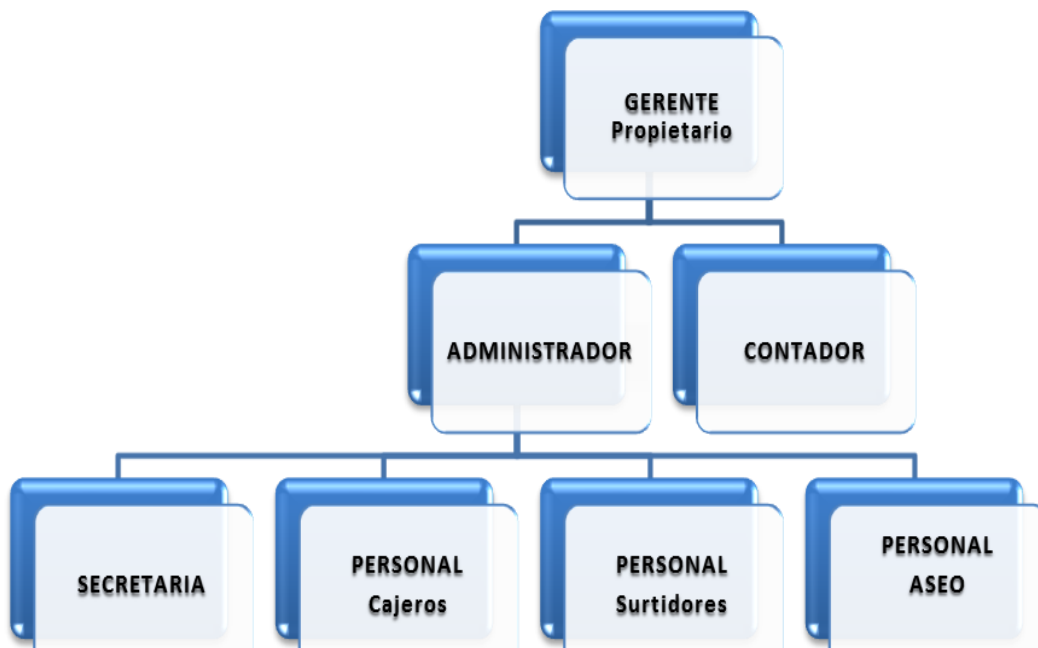 GERENTE
Propietario
ADMINISTRADOR
CONTADOR
SECRETARIA
PERSONAL
Cajeros
PERSONAL
Surtidores
PERSONAL
ASEO